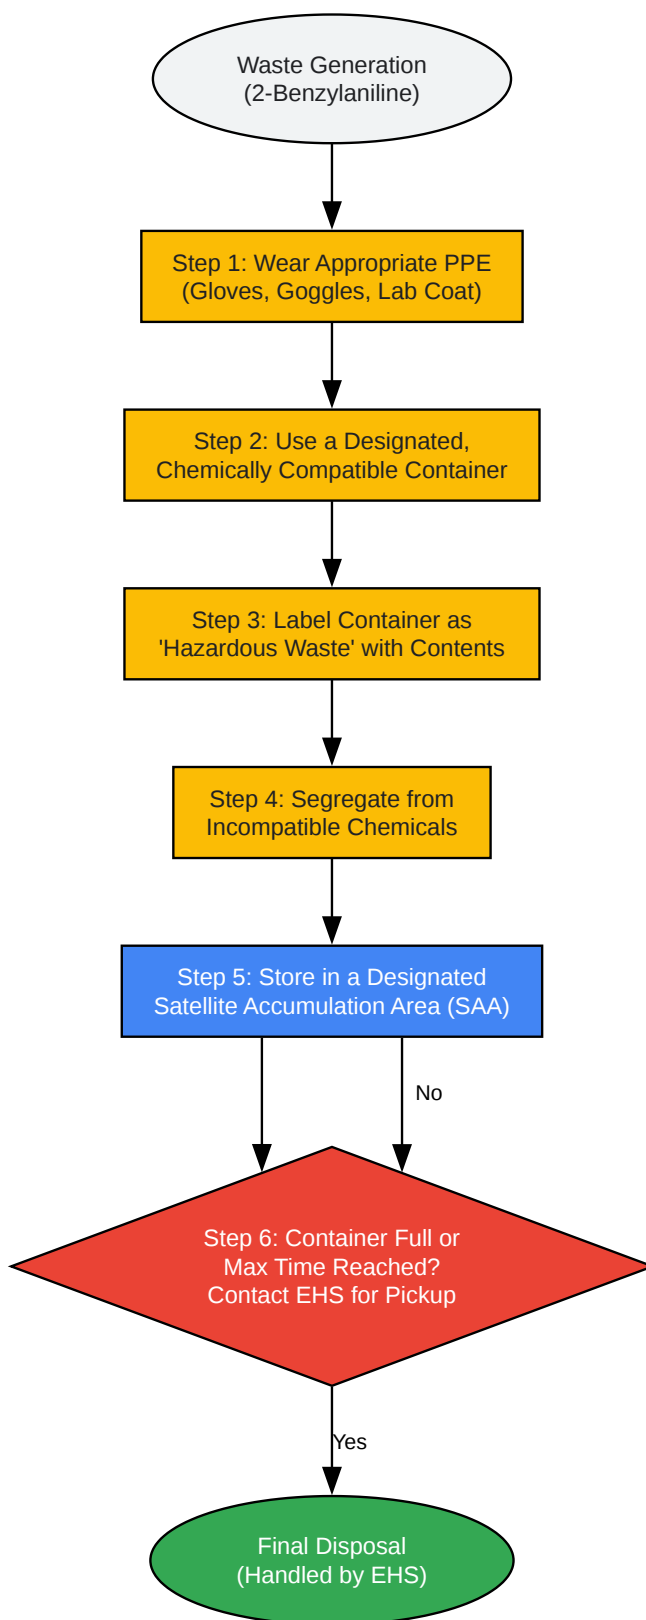 Waste Generation
(2-Benzylaniline)
Step 1: Wear Appropriate PPE
(Gloves, Goggles, Lab Coat)
Step 2: Use a Designated,
Chemically Compatible Container
Step 3: Label Container as
'Hazardous Waste' with Contents
Step 4: Segregate from
Incompatible Chemicals
Step 5: Store in a Designated
Satellite Accumulation Area (SAA)
No
Step 6: Container Full or
Max Time Reached?
Contact EHS for Pickup
Yes
Final Disposal
(Handled by EHS)